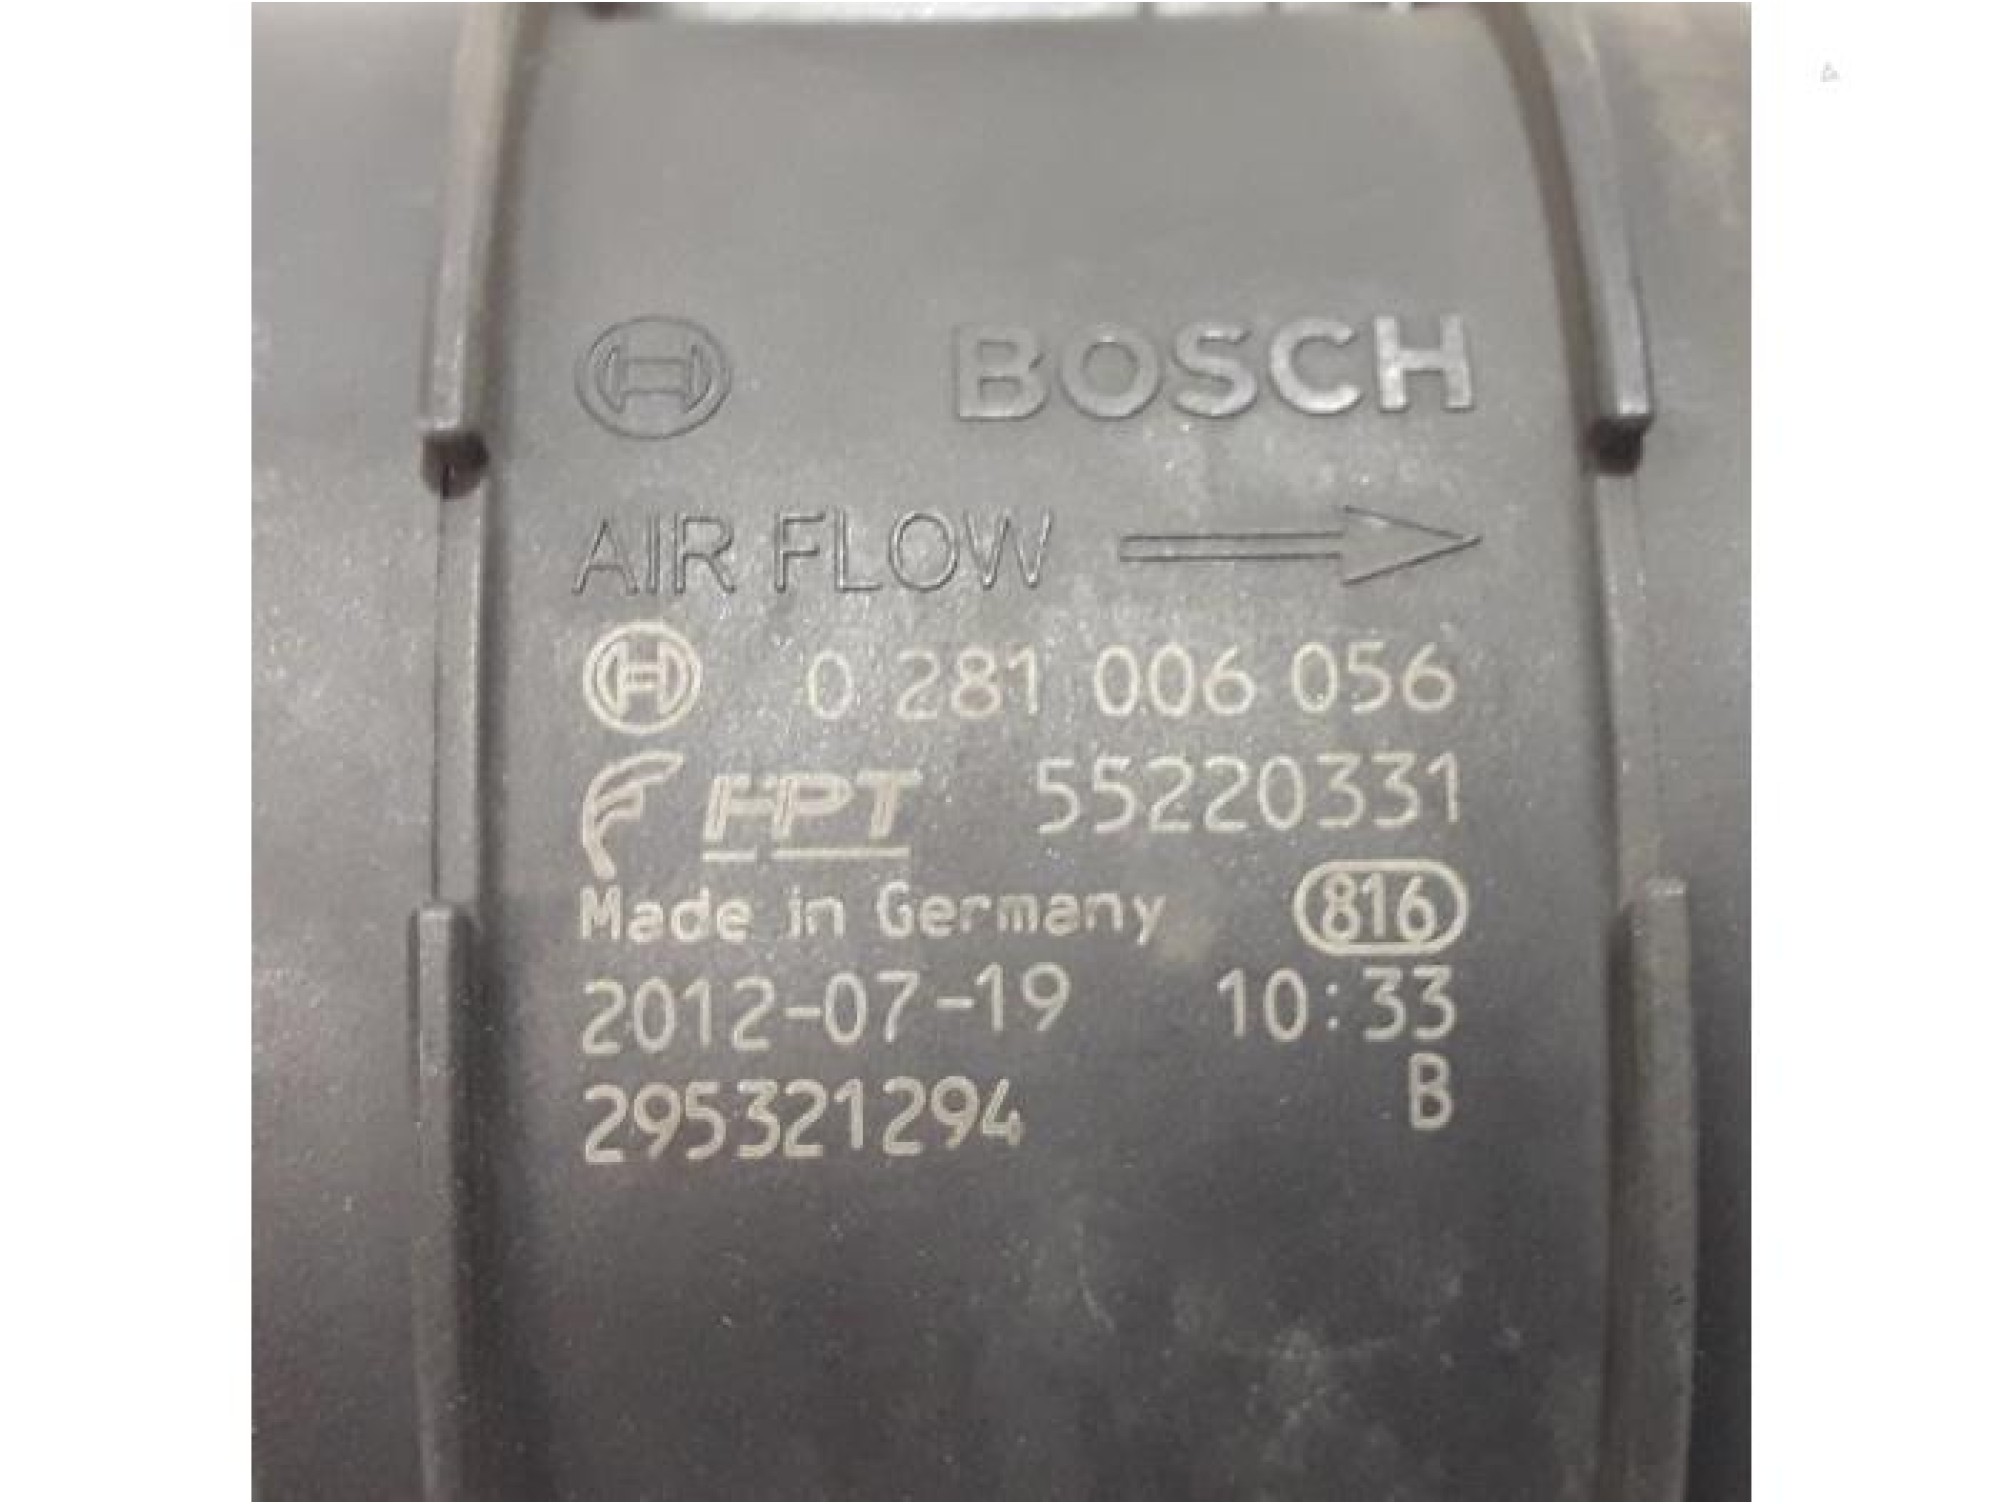 BOSCH
AIR FLOW
0 281 006 056
FPT 55220331
Made in Germany 816
2012-07-19 10:33
295321294 B